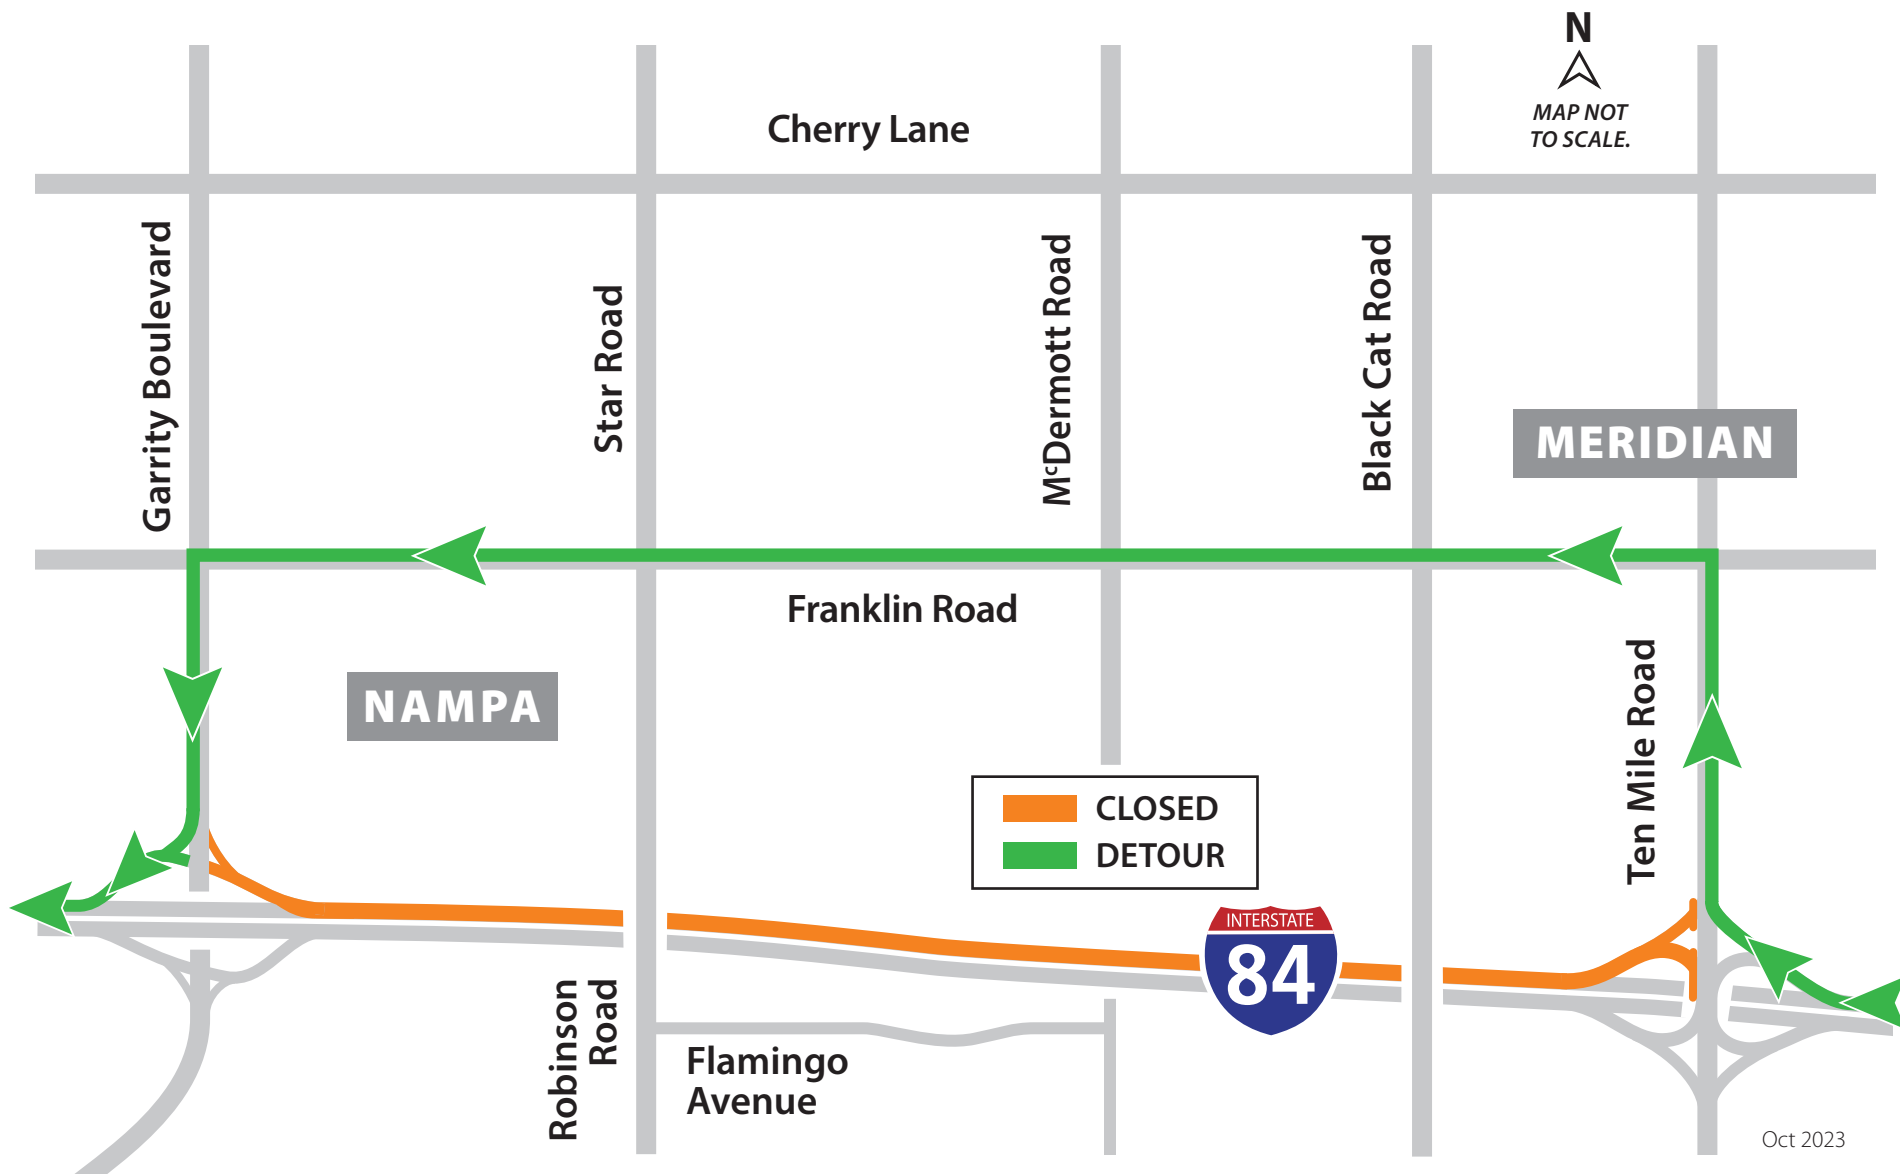 N
MAP NOT
TO SCALE.
Cherry Lane
Garrity Boulevard
Star Road
McDermott Road
Black Cat Road
MERIDIAN
Franklin Road
NAMPA
Ten Mile Road
CLOSED
DETOUR
INTERSTATE
84
Robinson
Road
Flamingo
Avenue
Oct 2023